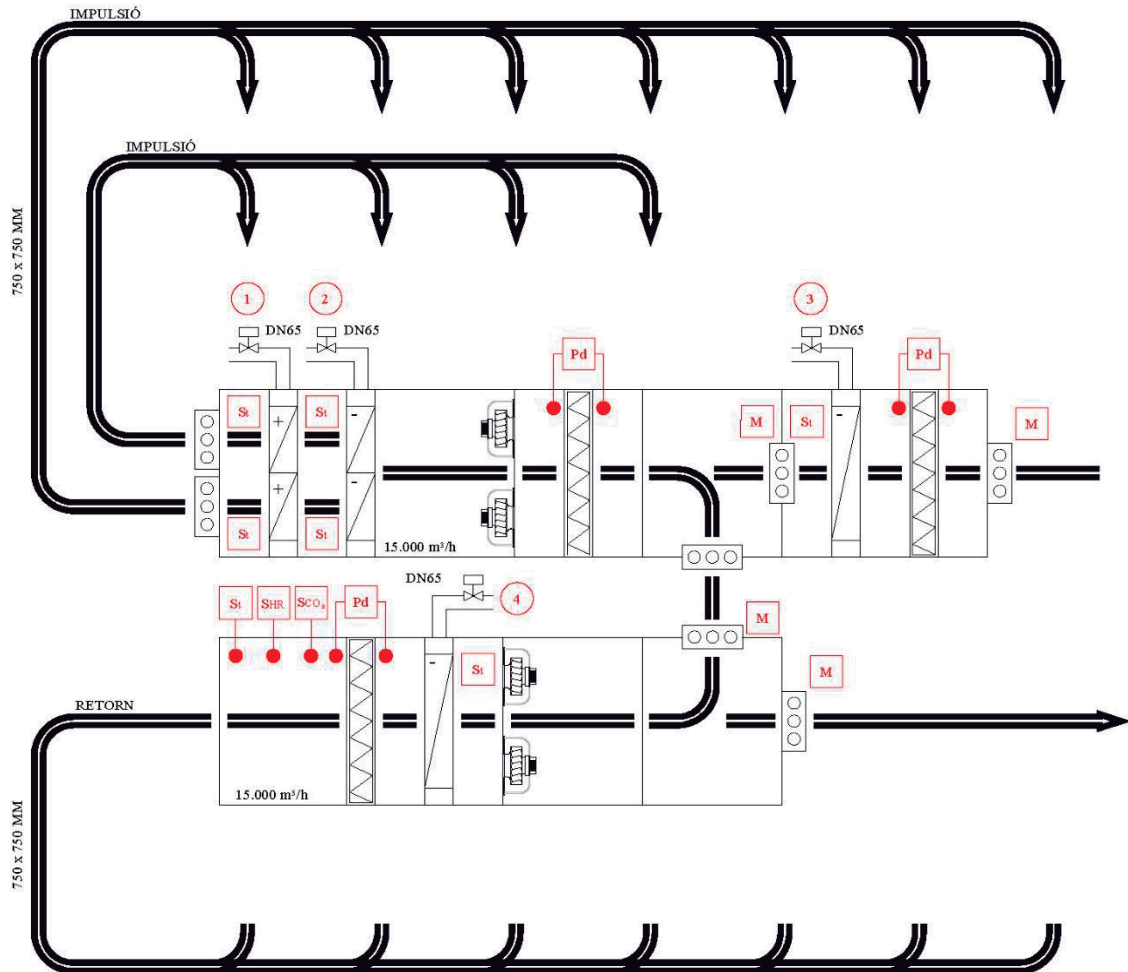 IMPULSIÓ
IMPULSIÓ
750 x 750 MM
1
2
3
DN65
DN65
DN65
Pd
Pd
St
St
M
St
M
+
-
-
+
-
St
St
15.000 m³/h
DN65
4
St
SHR
SCO₂
Pd
M
-
St
M
RETORN
15.000 m³/h
750 x 750 MM